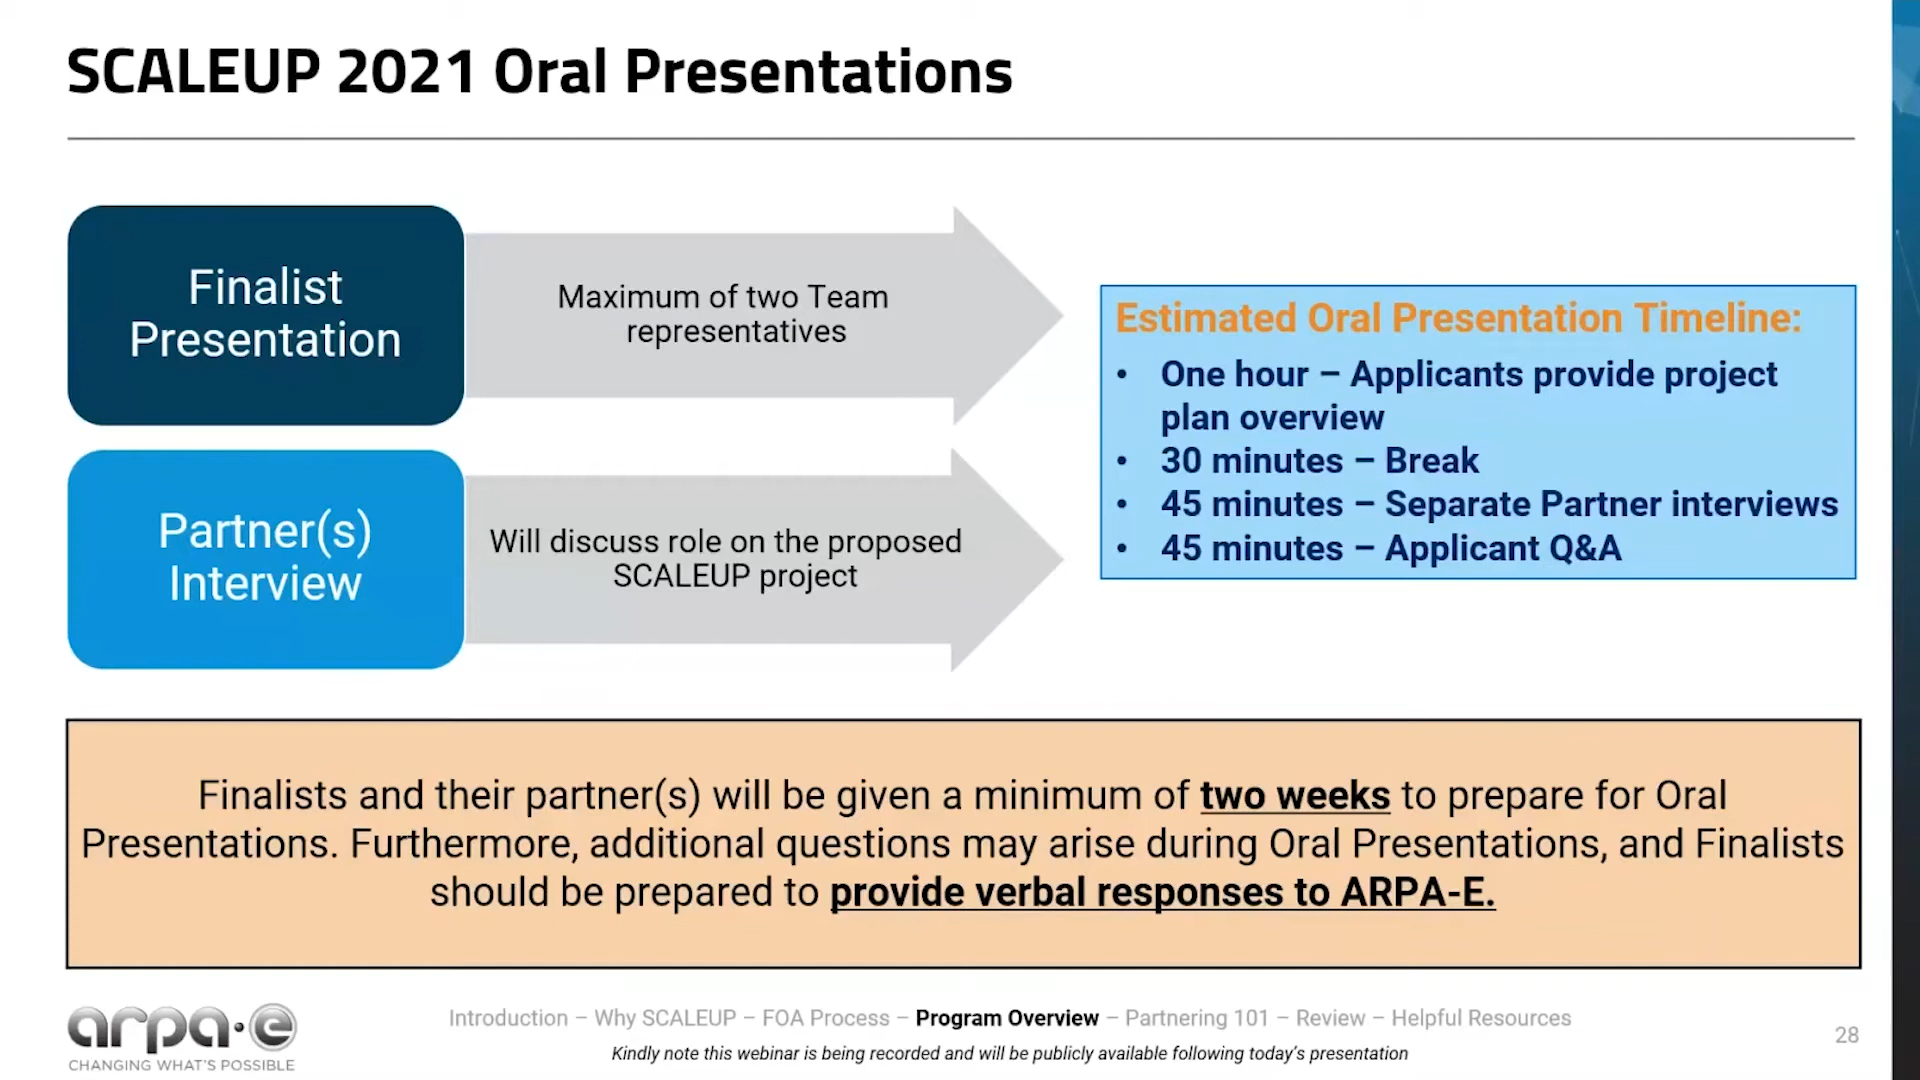 SCALEUP 2021 Oral Presentations
Finalist
Presentation
Maximum of two Team
representatives
Partner(s)
Interview
Will discuss role on the proposed
SCALEUP project
Estimated Oral Presentation Timeline:
• One hour – Applicants provide project
plan overview
• 30 minutes – Break
• 45 minutes – Separate Partner interviews
• 45 minutes – Applicant Q&A
Finalists and their partner(s) will be given a minimum of two weeks to prepare for Oral
Presentations. Furthermore, additional questions may arise during Oral Presentations, and Finalists
should be prepared to provide verbal responses to ARPA-E.
arpa·e
CHANGING WHAT'S POSSIBLE
Introduction – Why SCALEUP – FOA Process – Program Overview – Partnering 101 – Review – Helpful Resources
Kindly note this webinar is being recorded and will be publicly available following today's presentation
28